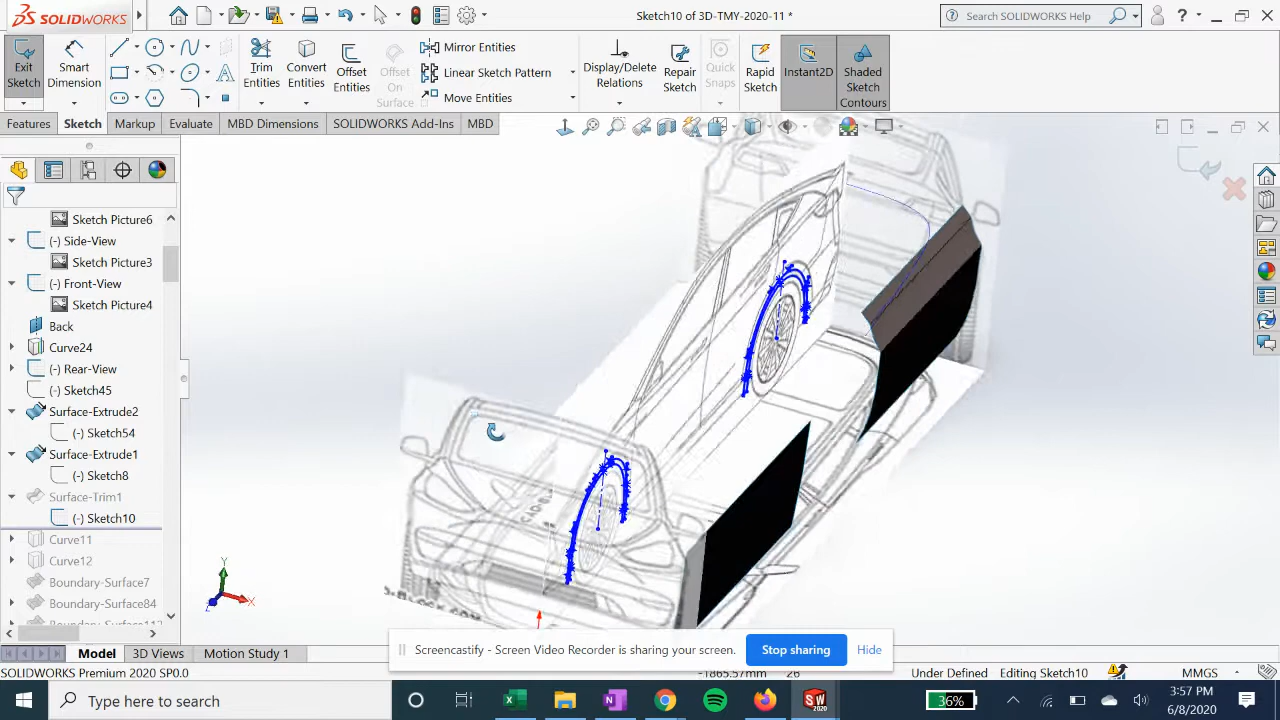 SOLIDWORKS
Sketch10 of 3D-TMY-2020-11 *
Search SOLIDWORKS Help
?
Exit Sketch
Smart Dimension
Trim Entities
Convert Entities
Offset Entities
Offset On Surface
Mirror Entities
Linear Sketch Pattern
Move Entities
Display/Delete Relations
Repair Sketch
Quick Snaps
Rapid Sketch
Instant2D
Shaded Sketch Contours
Features
Sketch
Markup
Evaluate
MBD Dimensions
SOLIDWORKS Add-Ins
MBD
Sketch Picture6
(-) Side-View
Sketch Picture3
(-) Front-View
Sketch Picture4
Back
Curve24
(-) Rear-View
(-) Sketch45
Surface-Extrude2
(-) Sketch54
Surface-Extrude1
(-) Sketch8
Surface-Trim1
(-) Sketch10
Curve11
Curve12
Boundary-Surface7
Boundary-Surface84
Y
X
Z
Screencastify - Screen Video Recorder is sharing your screen.
Stop sharing
Hide
Model
3D Views
Motion Study 1
SOLIDWORKS Premium 2020 SP0.0
Under Defined
Editing Sketch10
MMGS
Type here to search
36%
3:57 PM
6/8/2020